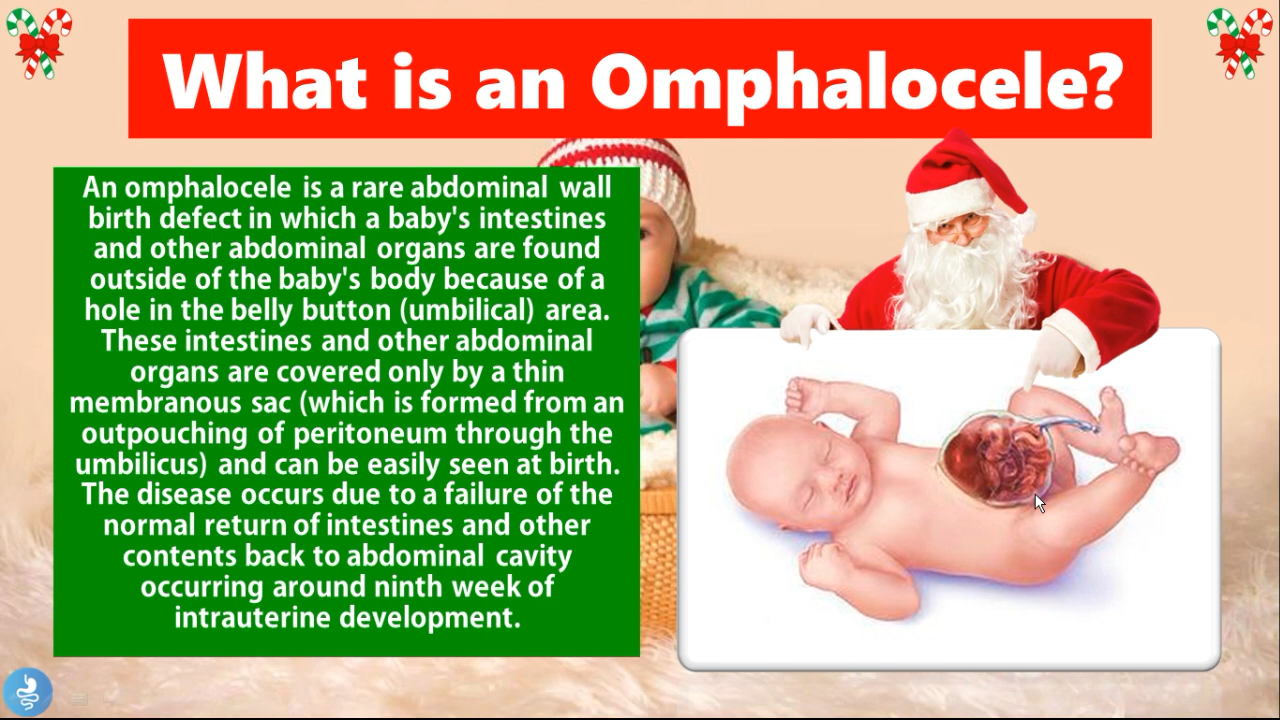 What is an Omphalocele?
An omphalocele is a rare abdominal wall
birth defect in which a baby's intestines
and other abdominal organs are found
outside of the baby's body because of a
hole in the belly button (umbilical) area.
These intestines and other abdominal
organs are covered only by a thin
membranous sac (which is formed from an
outpouching of peritoneum through the
umbilicus) and can be easily seen at birth.
The disease occurs due to a failure of the
normal return of intestines and other
contents back to abdominal cavity
occurring around ninth week of
intrauterine development.